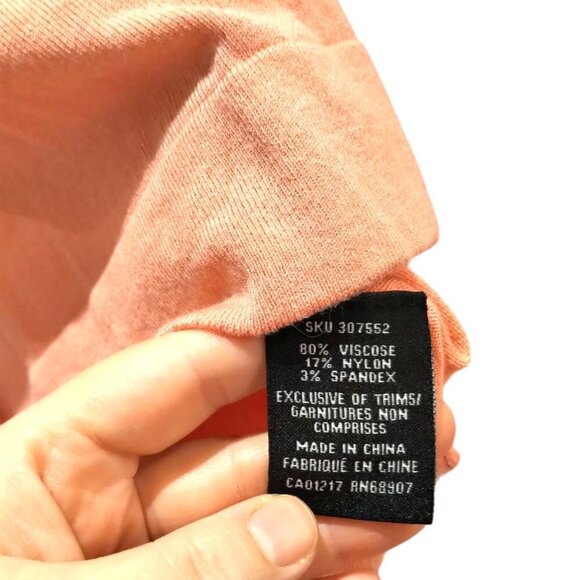 SKU 307552
80% VISCOSE
17% NYLON
3% SPANDEX
EXCLUSIVE OF TRIMS/
GARNITURES NON
COMPRISES
MADE IN CHINA
FABRIQUÉ EN CHINE
CA01217 RN68907